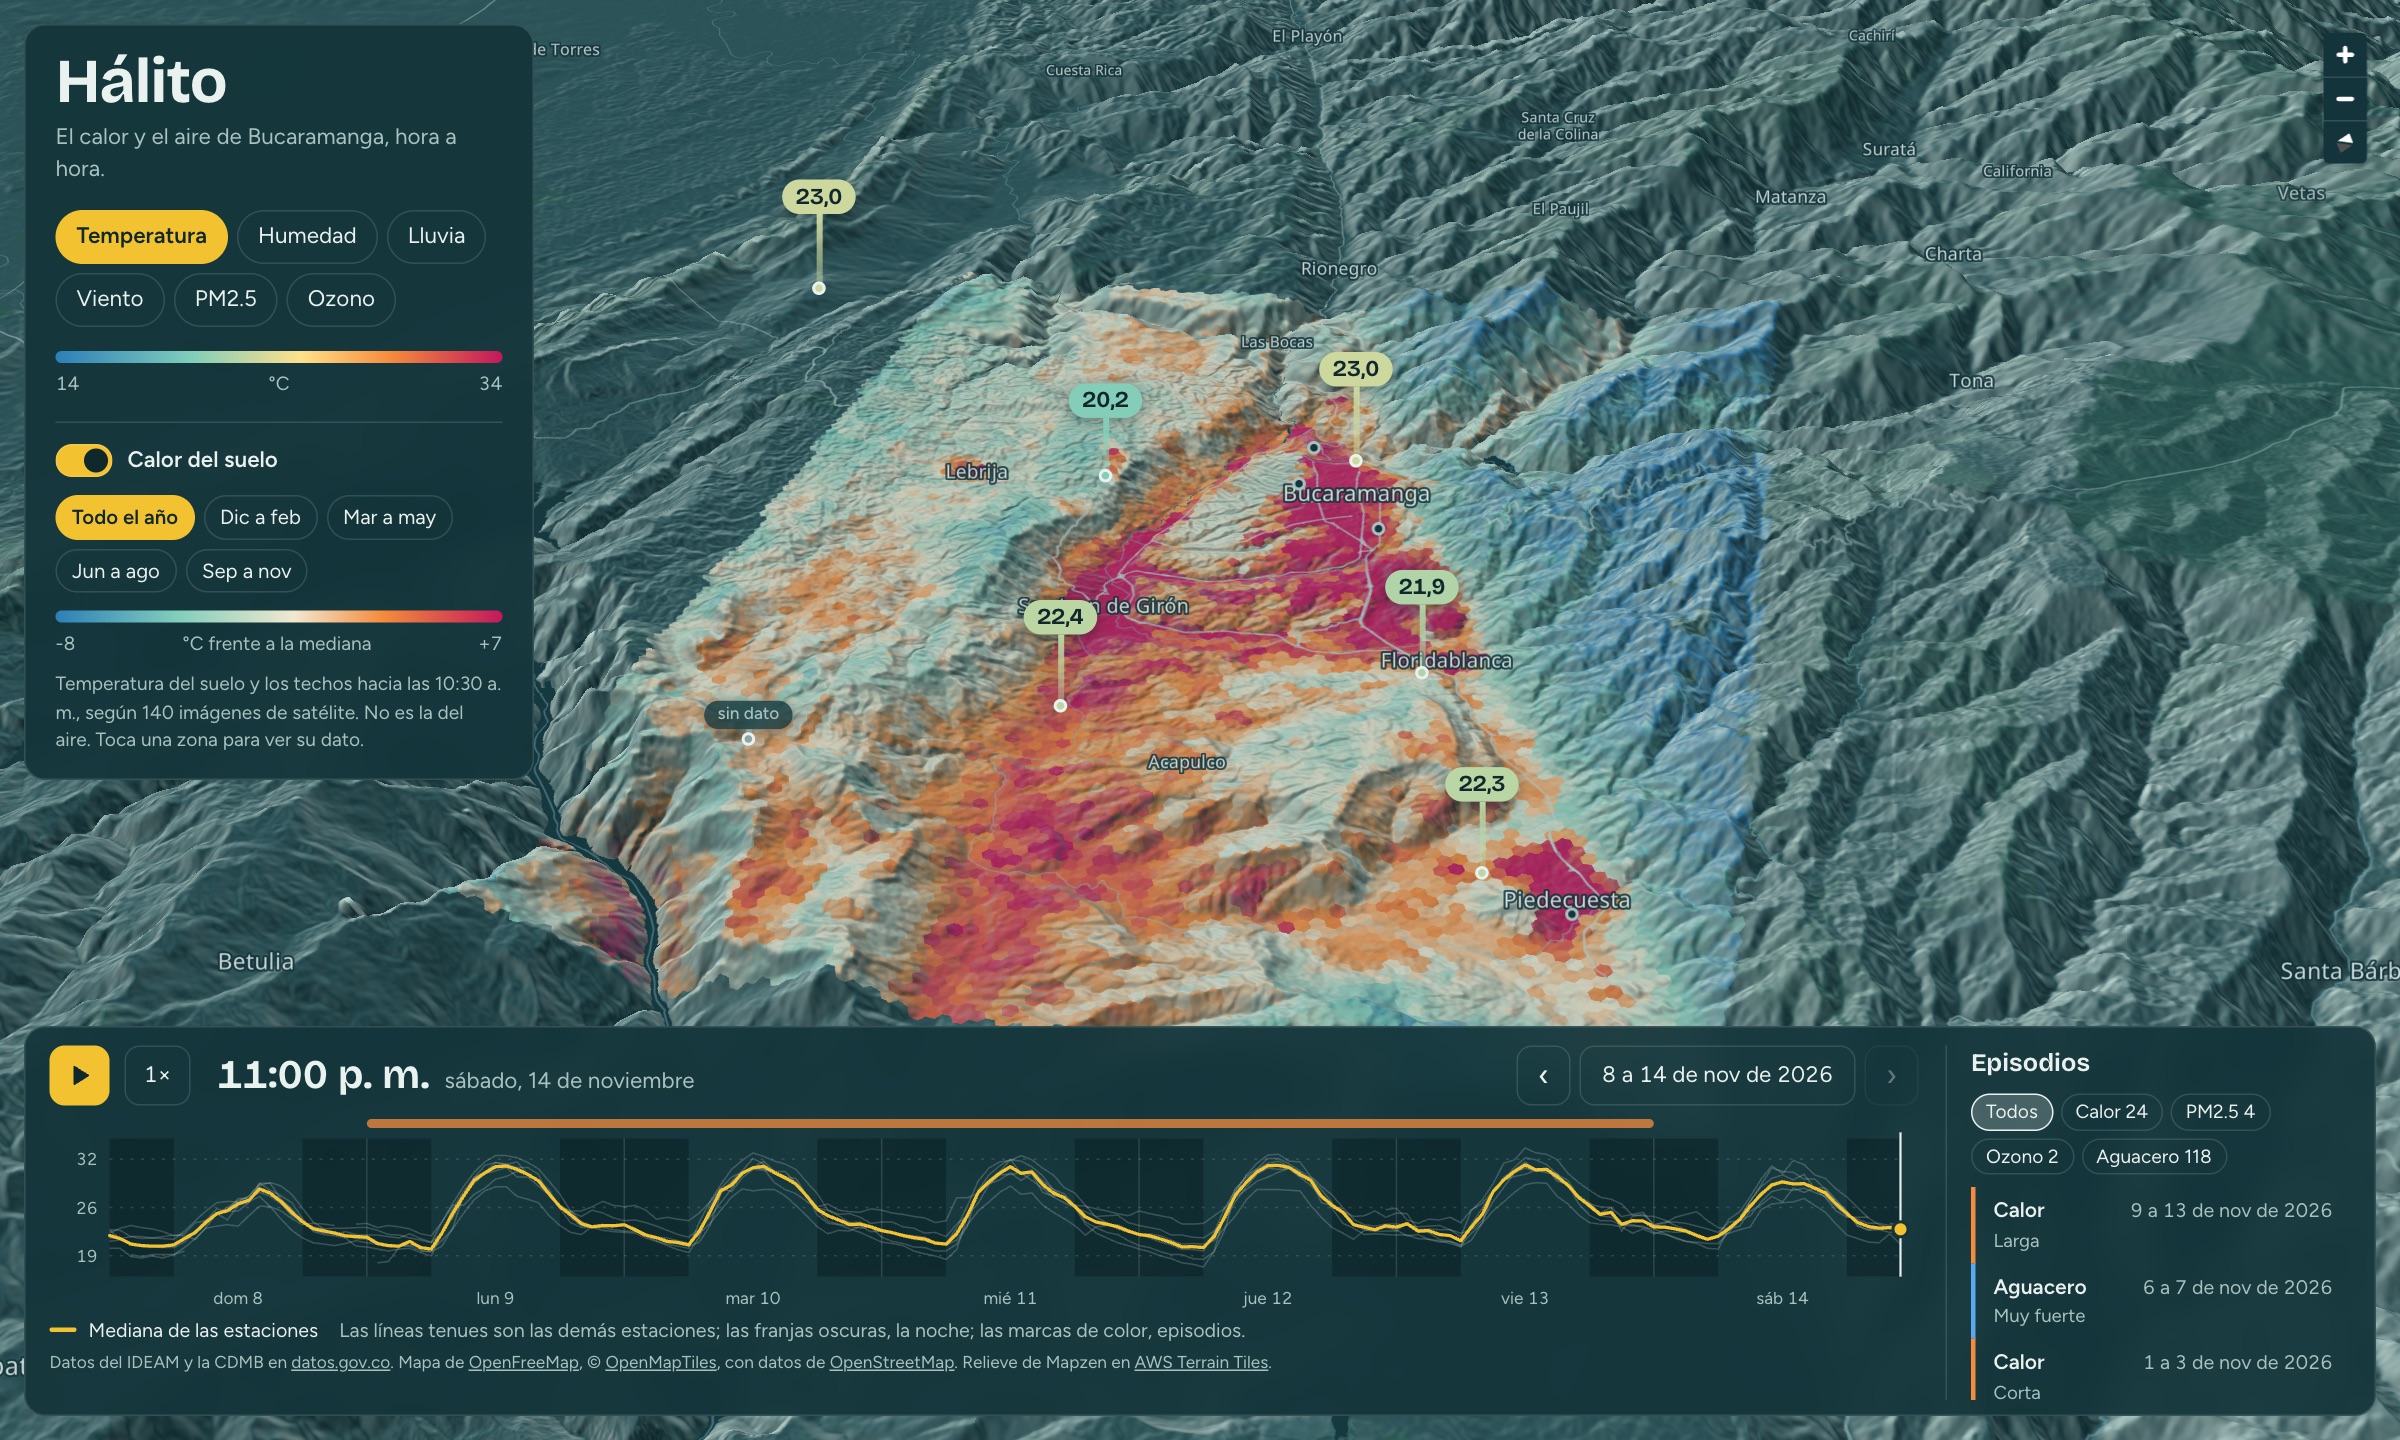 Hálito
El calor y el aire de Bucaramanga, hora a
hora.
Temperatura
Humedad
Lluvia
Viento
PM2.5
Ozono
14
°C
34
Calor del suelo
Todo el año
Dic a feb
Mar a may
Jun a ago
Sep a nov
-8
°C frente a la mediana
+7
Temperatura del suelo y los techos hacia las 10:30 a.
m., según 140 imágenes de satélite. No es la del
aire. Toca una zona para ver su dato.
de Torres
El Playón
Cuesta Rica
Cachirí
Santa Cruz
de la Colina
Suratá
California
Vetas
Matanza
El Paujil
Charta
Rionegro
Las Bocas
Tona
Lebrija
Bucaramanga
de Girón
Floridablanca
Acapulco
Piedecuesta
Betulia
Santa Bárb
23,0
23,0
20,2
21,9
22,4
sin dato
22,3
1×
11:00 p. m.
sábado, 14 de noviembre
8 a 14 de nov de 2026
32
26
19
dom 8
lun 9
mar 10
mié 11
jue 12
vie 13
sáb 14
Mediana de las estaciones
Las líneas tenues son las demás estaciones; las franjas oscuras, la noche; las marcas de color, episodios.
Datos del IDEAM y la CDMB en datos.gov.co. Mapa de OpenFreeMap, © OpenMapTiles, con datos de OpenStreetMap. Relieve de Mapzen en AWS Terrain Tiles.
Episodios
Todos
Calor 24
PM2.5 4
Ozono 2
Aguacero 118
Calor
9 a 13 de nov de 2026
Larga
Aguacero
6 a 7 de nov de 2026
Muy fuerte
Calor
1 a 3 de nov de 2026
Corta